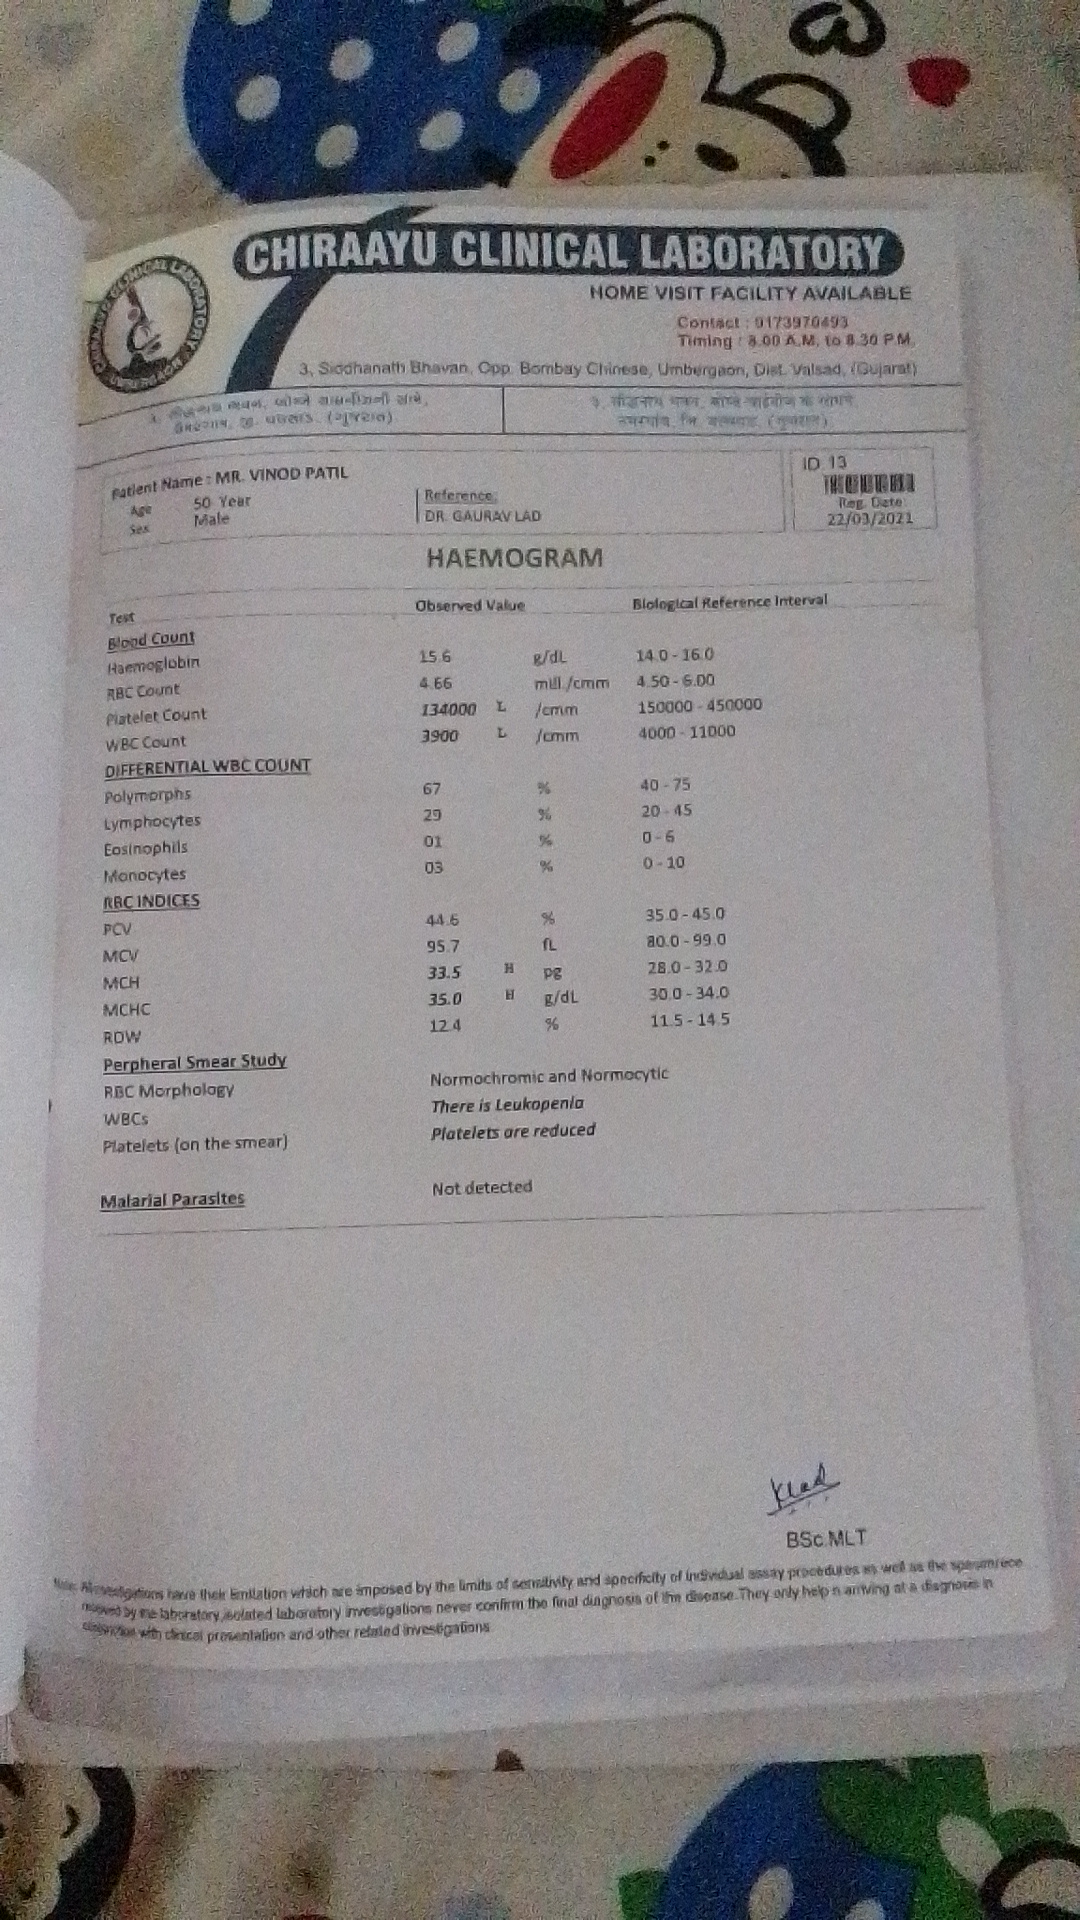 CHIRAAYU CLINICAL LABORATORY
HOME VISIT FACILITY AVAILABLE
Contact : 9173970493
Timing : 8.00 A.M. to 8.30 P.M.
3, Siddhanath Bhavan, Opp. Bombay Chinese, Umbergaon, Dist. Valsad, (Gujarat)
Patient Name : MR. VINOD PATIL
Age 50 Year
Sex Male
Reference:
DR. GAURAV LAD
ID 13
Reg. Date:
22/03/2021
HAEMOGRAM
Test Observed Value Biological Reference Interval
Blood Count
Haemoglobin 15.6 g/dL 14.0 - 16.0
RBC Count 4.66 mill./cmm 4.50 - 6.00
Platelet Count 134000 L /cmm 150000 - 450000
WBC Count 3900 L /cmm 4000 - 11000
DIFFERENTIAL WBC COUNT
Polymorphs 67 % 40 - 75
Lymphocytes 29 % 20 - 45
Eosinophils 01 % 0 - 6
Monocytes 03 % 0 - 10
RBC INDICES
PCV 44.6 % 35.0 - 45.0
MCV 95.7 fL 80.0 - 99.0
MCH 33.5 H pg 28.0 - 32.0
MCHC 35.0 H g/dL 30.0 - 34.0
RDW 12.4 % 11.5 - 14.5
Perpheral Smear Study
RBC Morphology Normochromic and Normocytic
WBCs There is Leukopenia
Platelets (on the smear) Platelets are reduced
Malarial Parasites Not detected
BSc.MLT
have their limitation which are imposed by the limits of sensitivity and specificity of individual assay procedures as well as the
by the laboratory, isolated laboratory investigations never confirm the final diagnosis of the disease. They only help n arriving at a diagnosis in
with clinical presentation and other related investigations